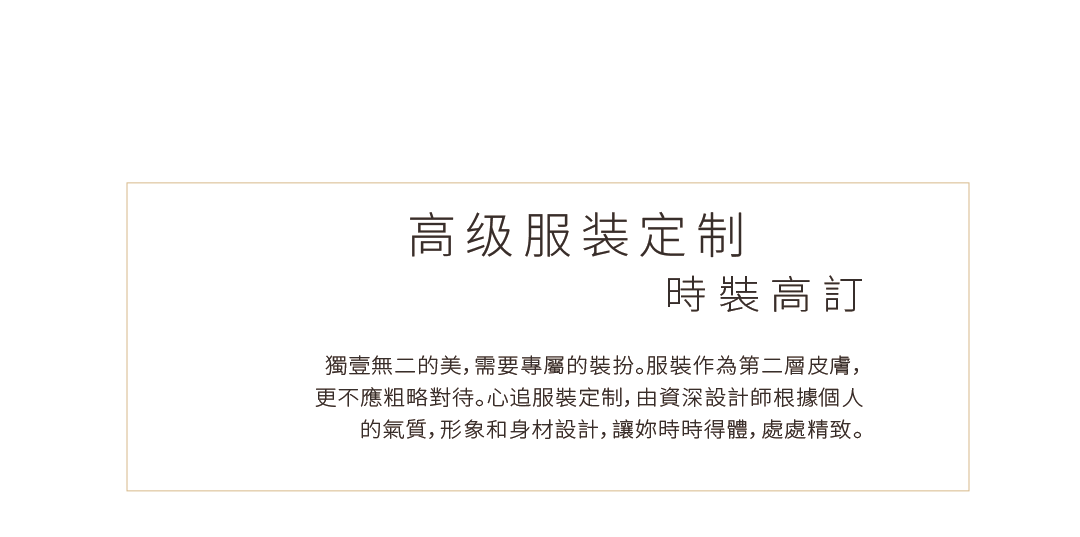 高级服装定制
時裝高訂
獨壹無二的美，需要專屬的裝扮。服裝作為第二層皮膚，
更不應粗略對待。心追服裝定制，由資深設計師根據個人
的氣質，形象和身材設計，讓妳時時得體，處處精致。